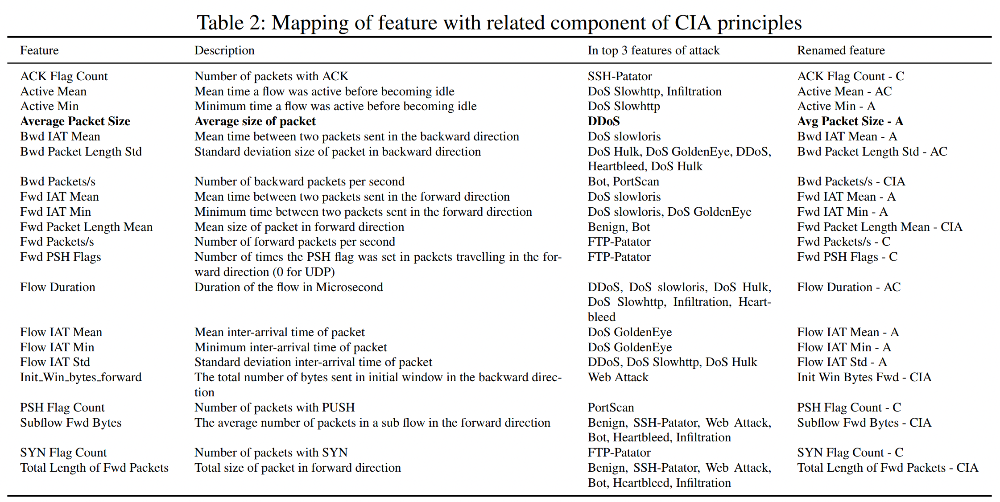 Table 2: Mapping of feature with related component of CIA principles
Feature Description In top 3 features of attack Renamed feature
ACK Flag Count Number of packets with ACK SSH-Patator ACK Flag Count - C
Active Mean Mean time a flow was active before becoming idle DoS Slowhttp, Infiltration Active Mean - AC
Active Min Minimum time a flow was active before becoming idle DoS Slowhttp Active Min - A
Average Packet Size Average size of packet DDoS Avg Packet Size - A
Bwd IAT Mean Mean time between two packets sent in the backward direction DoS slowloris Bwd IAT Mean - A
Bwd Packet Length Std Standard deviation size of packet in backward direction DoS Hulk, DoS GoldenEye, DDoS, Bwd Packet Length Std - AC
Heartbleed, DoS Hulk
Bwd Packets/s Number of backward packets per second Bot, PortScan Bwd Packets/s - CIA
Fwd IAT Mean Mean time between two packets sent in the forward direction DoS slowloris Fwd IAT Mean - A
Fwd IAT Min Minimum time between two packets sent in the forward direction DoS slowloris, DoS GoldenEye Fwd IAT Min - A
Fwd Packet Length Mean Mean size of packet in forward direction Benign, Bot Fwd Packet Length Mean - CIA
Fwd Packets/s Number of forward packets per second FTP-Patator Fwd Packets/s - C
Fwd PSH Flags Number of times the PSH flag was set in packets travelling in the for- FTP-Patator Fwd PSH Flags - C
ward direction (0 for UDP)
Flow Duration Duration of the flow in Microsecond DDoS, DoS slowloris, DoS Hulk, Flow Duration - AC
DoS Slowhttp, Infiltration, Heart-
bleed
Flow IAT Mean Mean inter-arrival time of packet DoS GoldenEye Flow IAT Mean - A
Flow IAT Min Minimum inter-arrival time of packet DoS GoldenEye Flow IAT Min - A
Flow IAT Std Standard deviation inter-arrival time of packet DDoS, DoS Slowhttp, DoS Hulk Flow IAT Std - A
Init_Win_bytes_forward The total number of bytes sent in initial window in the backward direc- Web Attack Init Win Bytes Fwd - CIA
tion
PSH Flag Count Number of packets with PUSH PortScan PSH Flag Count - C
Subflow Fwd Bytes The average number of packets in a sub flow in the forward direction Benign, SSH-Patator, Web Attack, Subflow Fwd Bytes - CIA
Bot, Heartbleed, Infiltration
SYN Flag Count Number of packets with SYN FTP-Patator SYN Flag Count - C
Total Length of Fwd Packets Total size of packet in forward direction Benign, SSH-Patator, Web Attack, Total Length of Fwd Packets - CIA
Bot, Heartbleed, Infiltration